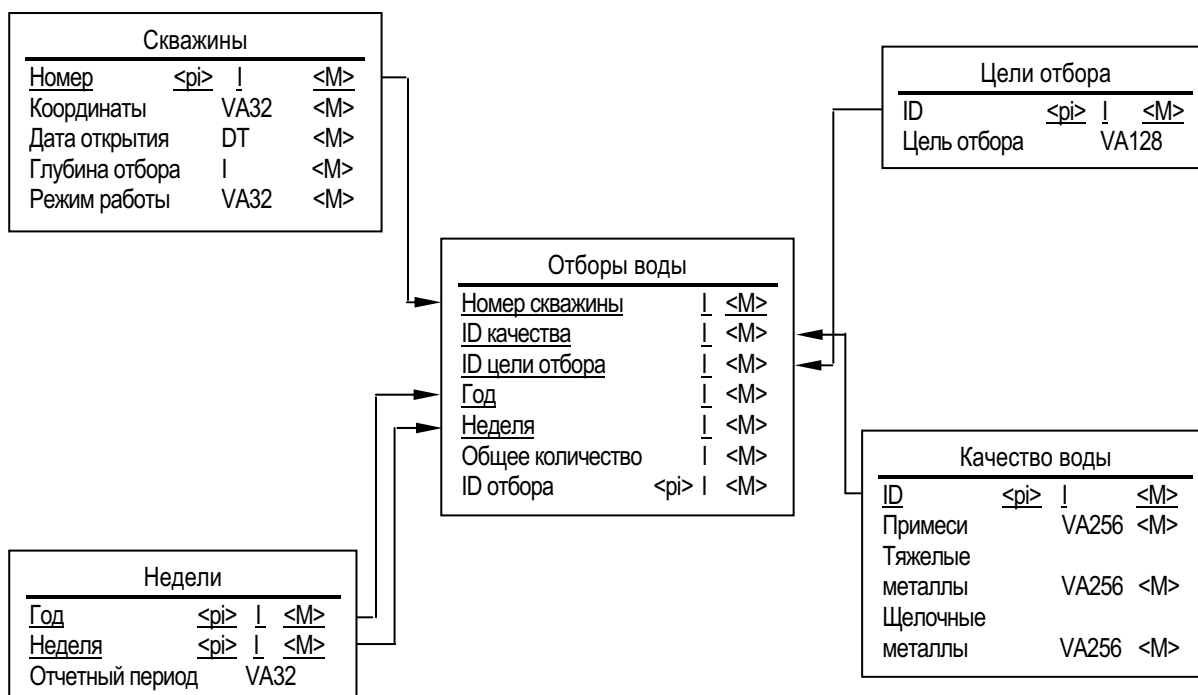 Скважины
Номер <pi> I <M>
Координаты VA32 <M>
Дата открытия DT <M>
Глубина отбора I <M>
Режим работы VA32 <M>
Цели отбора
ID <pi> I <M>
Цель отбора VA128
Отборы воды
Номер скважины I <M>
ID качества I <M>
ID цели отбора I <M>
Год I <M>
Неделя I <M>
Общее количество I <M>
ID отбора <pi> I <M>
Недели
Год <pi> I <M>
Неделя <pi> I <M>
Отчетный период VA32
Качество воды
ID <pi> I <M>
Примеси VA256 <M>
Тяжелые
металлы VA256 <M>
Щелочные
металлы VA256 <M>